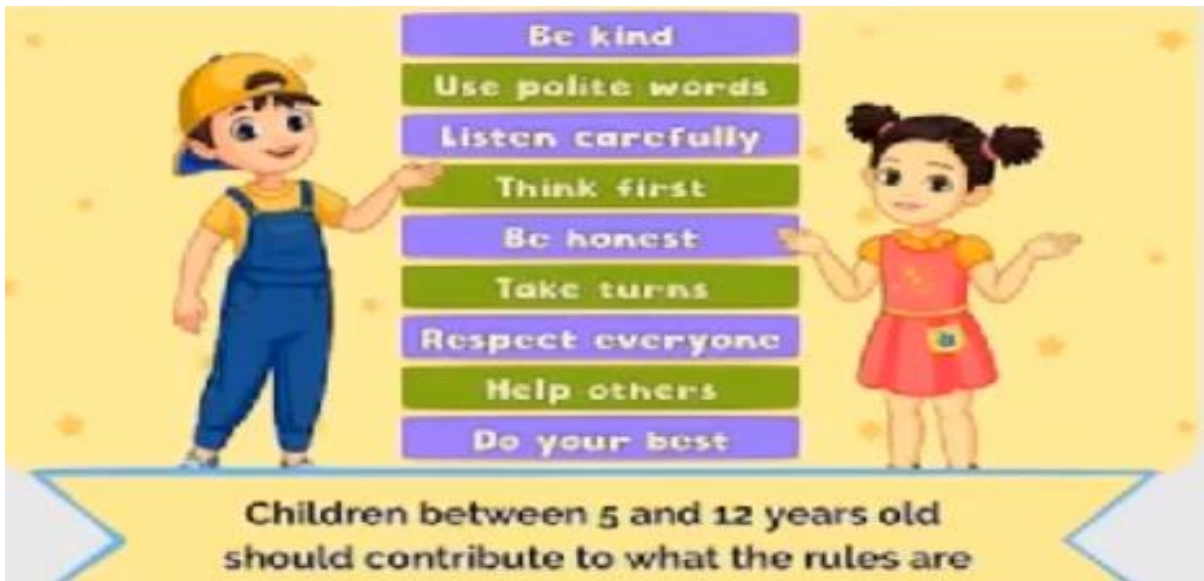 Be kind
Use polite words
Listen carefully
Think first
Be honest
Take turns
Respect everyone
Help others
Do your best
Children between 5 and 12 years old
should contribute to what the rules are